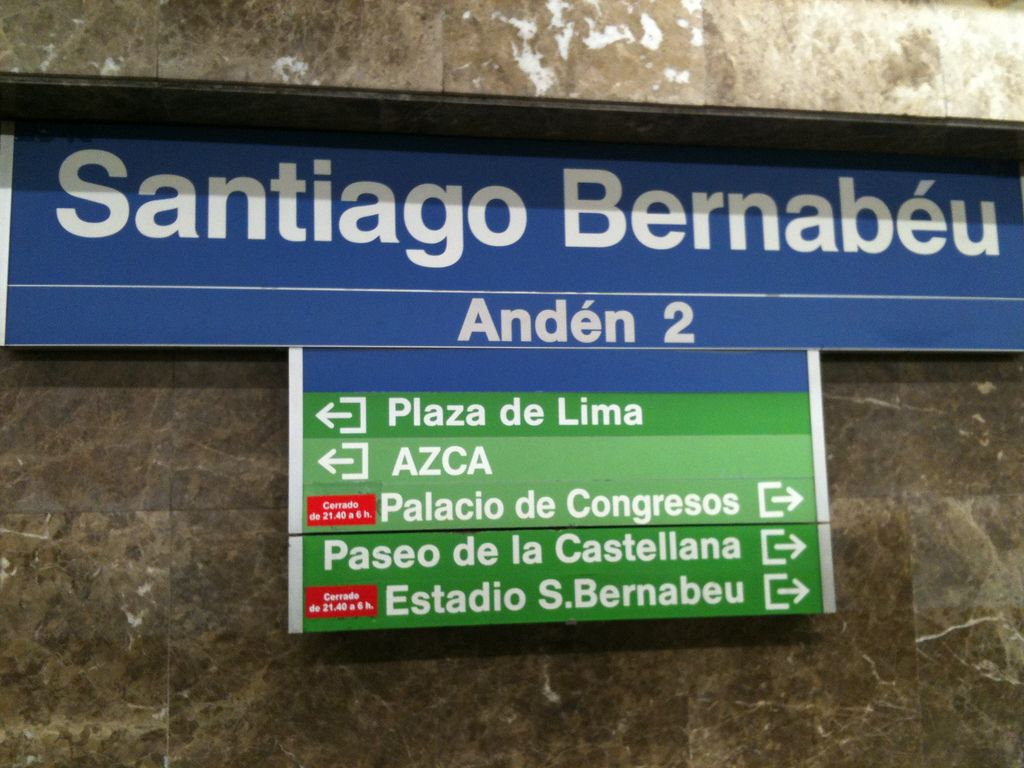 Santiago Bernabéu
Andén 2
Plaza de Lima
AZCA
Cerrado
de 21.40 a 6 h.
Palacio de Congresos
Paseo de la Castellana
Cerrado
de 21.40 a 6 h.
Estadio S.Bernabeu